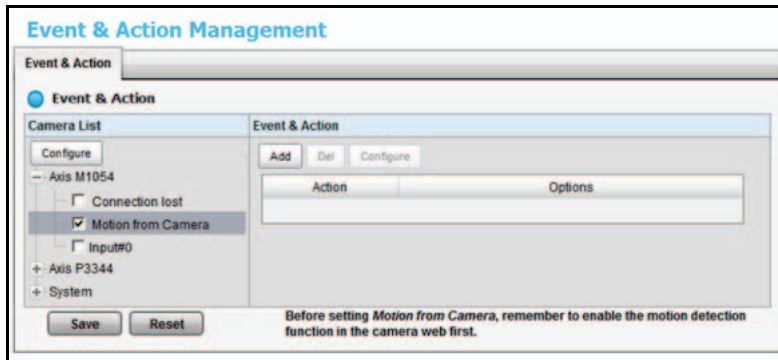 Event & Action Management
Event & Action
Event & Action
Camera List
Configure
Axis M1054
Connection lost
Motion from Camera
Input#0
Axis P3344
System
Event & Action
Add Del Configure
Action Options
Save Reset
Before setting Motion from Camera, remember to enable the motion detection
function in the camera web first.